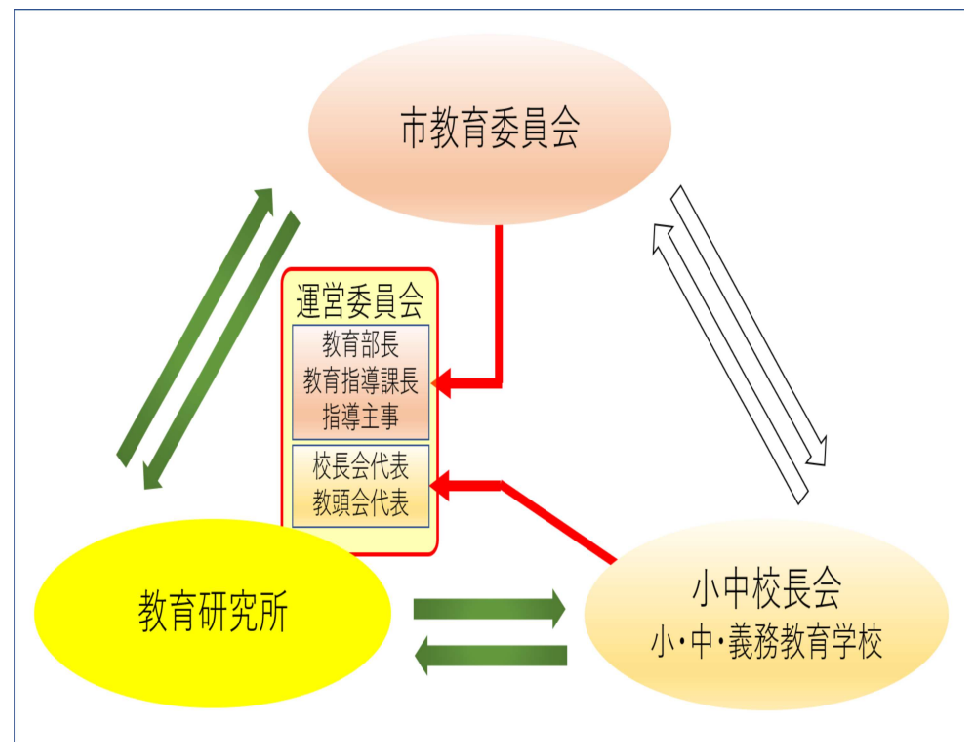 市教育委員会
運営委員会
教育部長
教育指導課長
指導主事
校長会代表
教頭会代表
教育研究所
小中校長会
小・中・義務教育学校